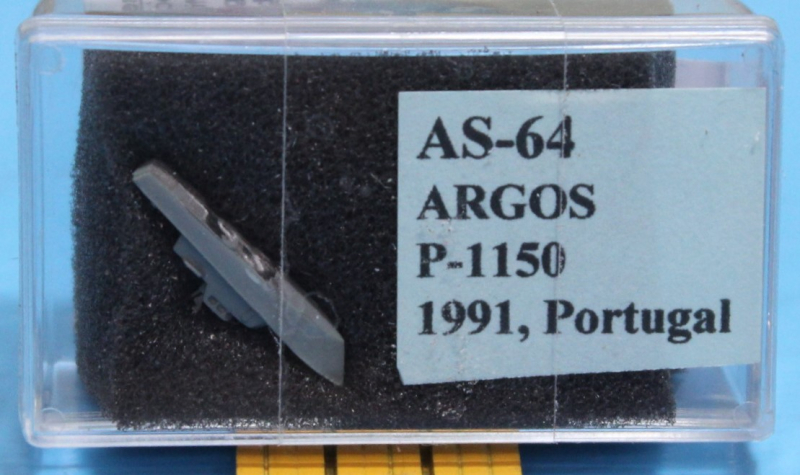 AS-64
ARGOS
P-1150
1991, Portugal